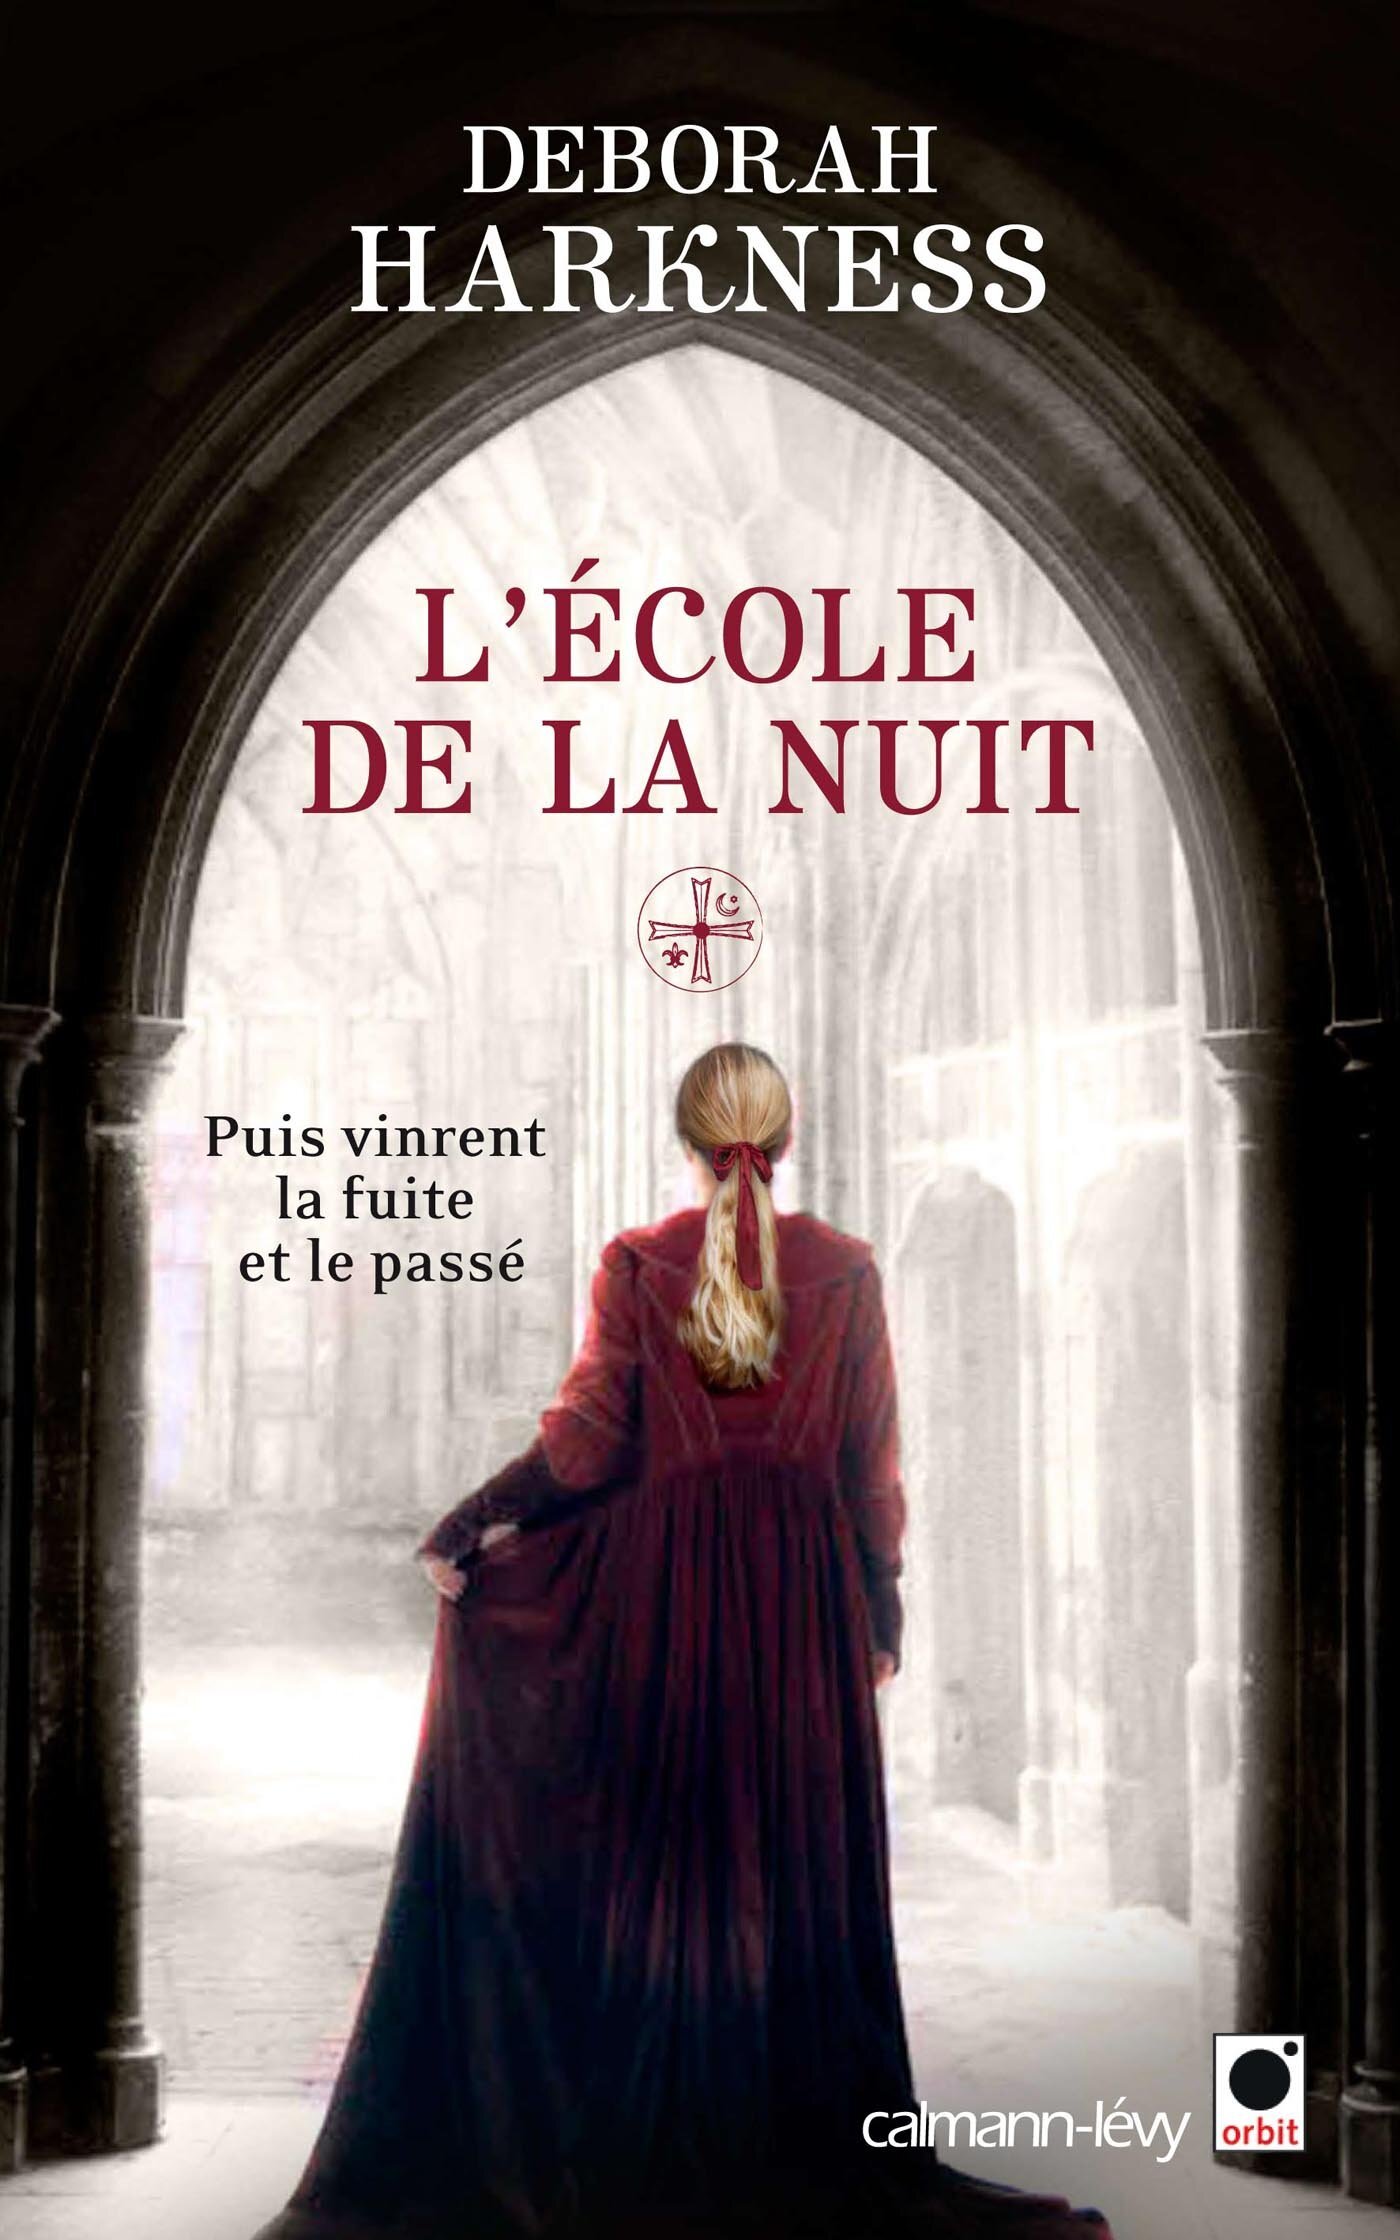 DEBORAH
HARKNESS
L’ÉCOLE
DE LA NUIT
Puis vinrent
la fuite
et le passé
calmann-lévy
orbit